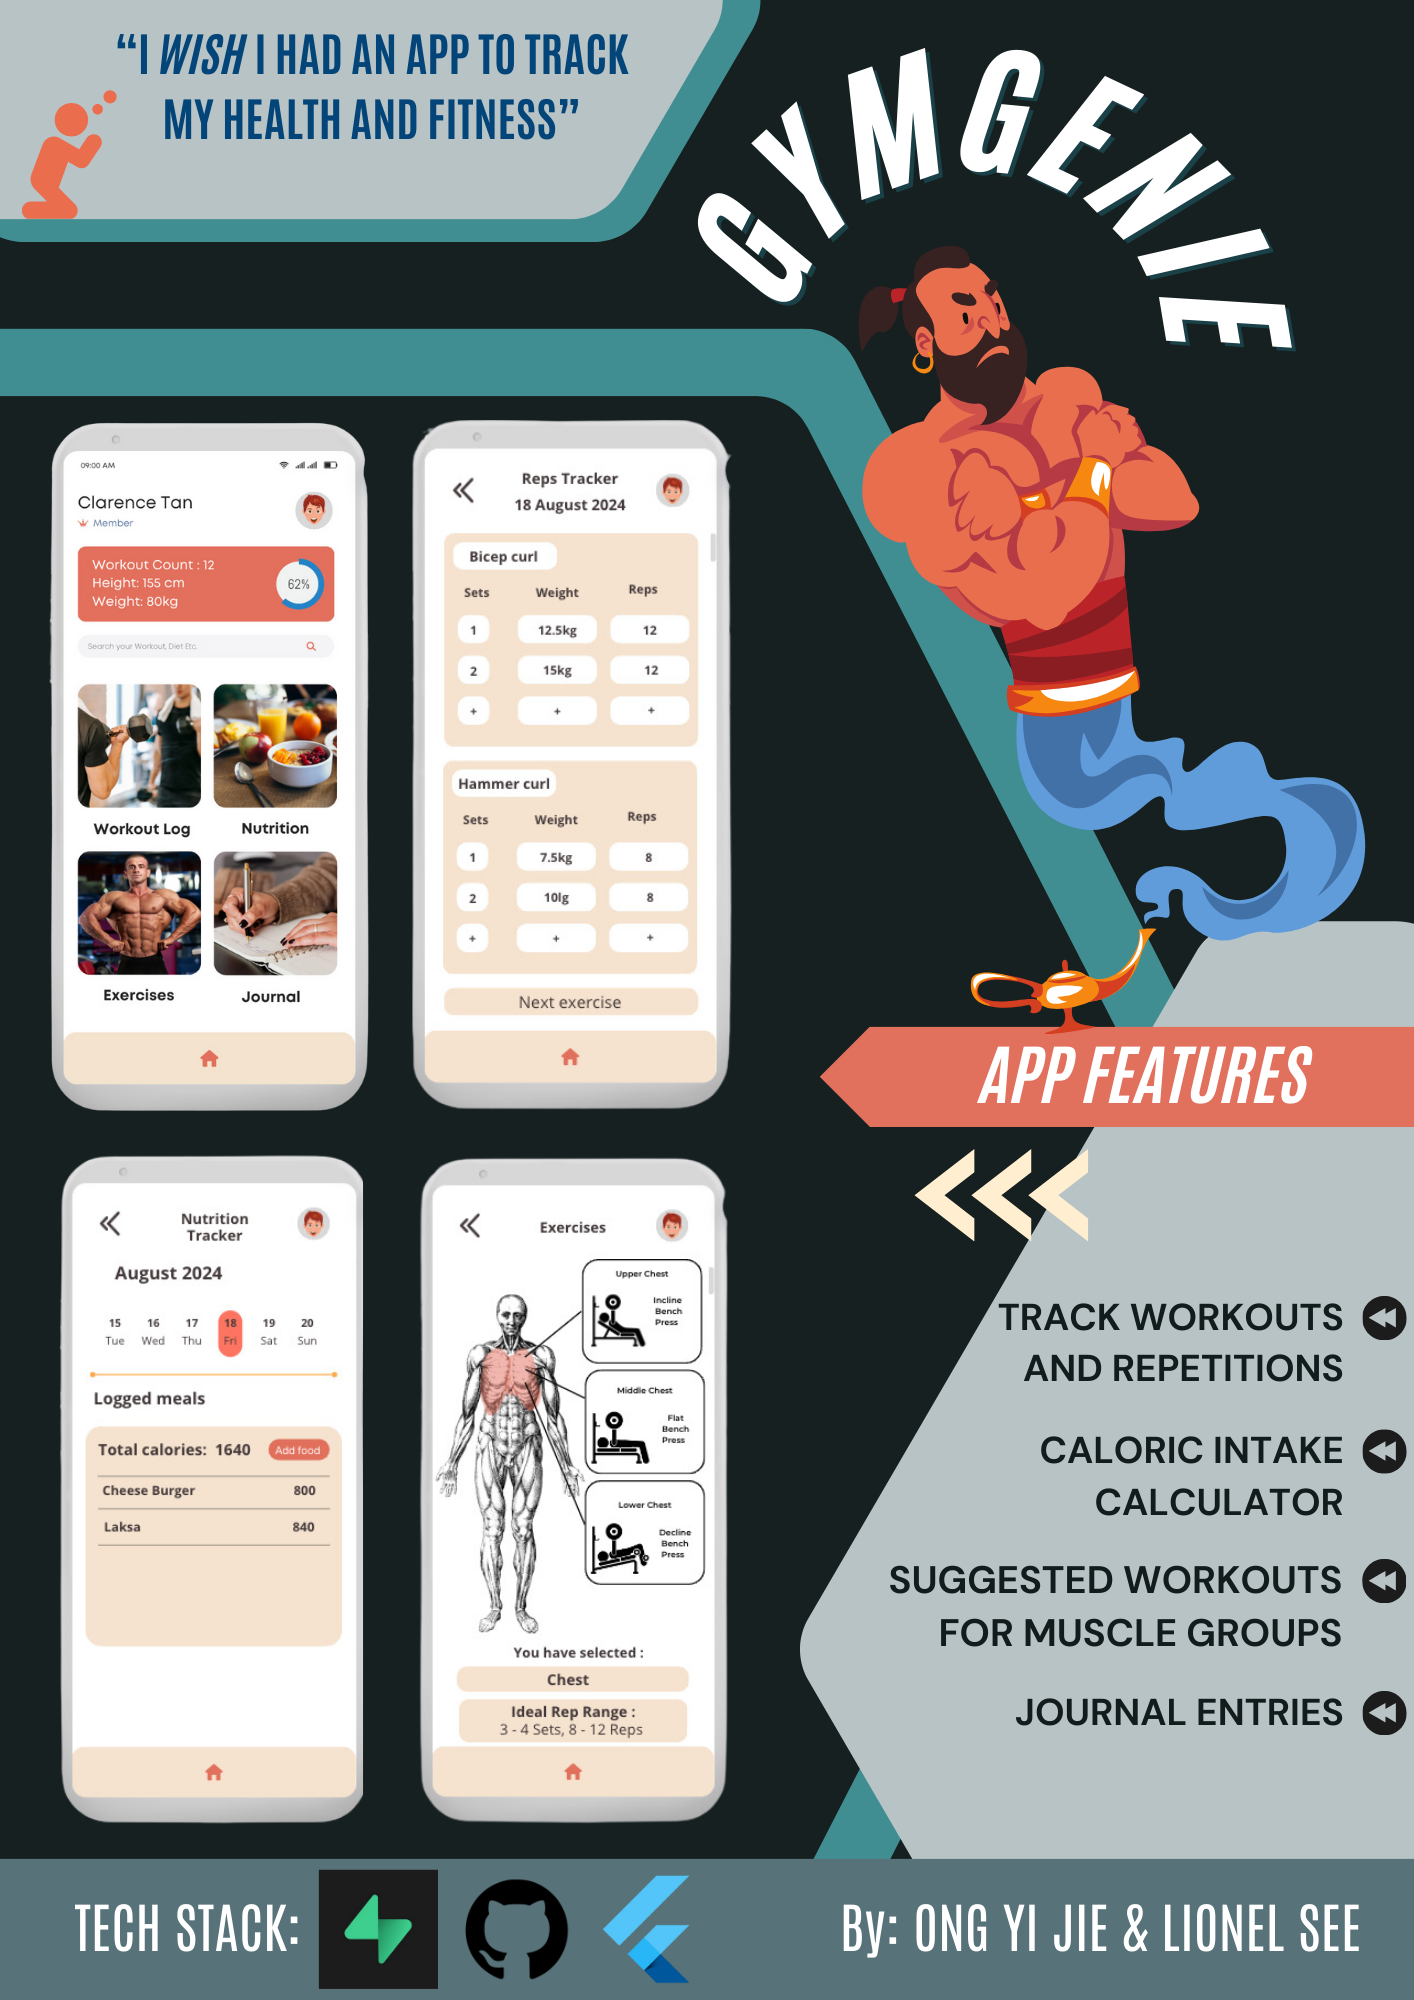 “I WISH I HAD AN APP TO TRACK
MY HEALTH AND FITNESS”
GYMGENIE
09:00 AM
Clarence Tan
Member
Workout Count : 12
Height: 155 cm
Weight: 80kg
62%
Search your Workout, Diet Etc.
Workout Log
Nutrition
Exercises
Journal
Reps Tracker
18 August 2024
Bicep curl
Sets Weight Reps
1 12.5kg 12
2 15kg 12
+ + +
Hammer curl
Sets Weight Reps
1 7.5kg 8
2 10lg 8
+ + +
Next exercise
APP FEATURES
TRACK WORKOUTS
AND REPETITIONS
CALORIC INTAKE
CALCULATOR
SUGGESTED WORKOUTS
FOR MUSCLE GROUPS
JOURNAL ENTRIES
Nutrition
Tracker
August 2024
15 16 17 18 19 20
Tue Wed Thu Fri Sat Sun
Logged meals
Total calories: 1640 Add food
Cheese Burger 800
Laksa 840
Exercises
Upper Chest
Incline
Bench
Press
Middle Chest
Flat
Bench
Press
Lower Chest
Decline
Bench
Press
You have selected :
Chest
Ideal Rep Range :
3 - 4 Sets, 8 - 12 Reps
TECH STACK:
By: ONG YI JIE & LIONEL SEE